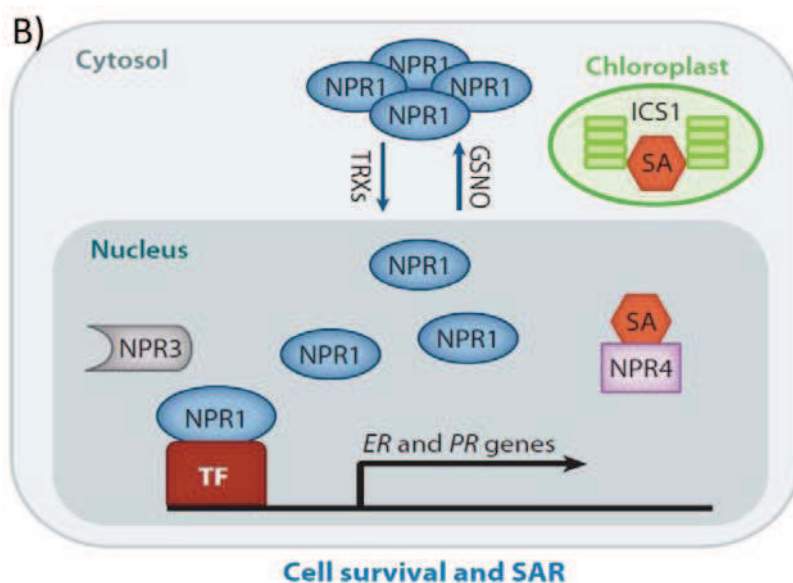 B)
Cytosol
NPR1
NPR1 NPR1
NPR1
Chloroplast
ICS1
SA
TRXs
GSNO
Nucleus
NPR1
NPR1
NPR1
NPR3
SA
NPR4
NPR1
TF
ER and PR genes
Cell survival and SAR